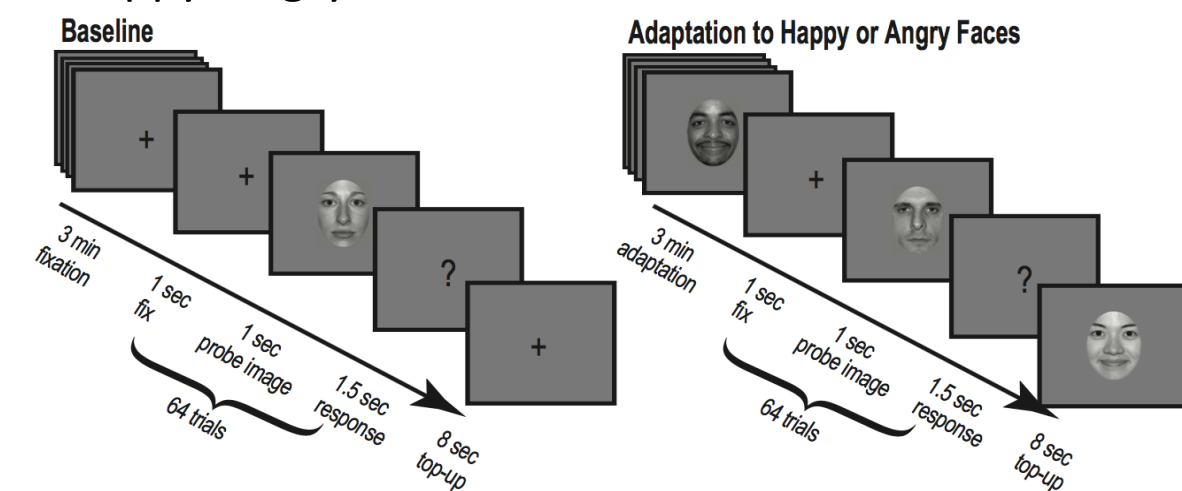 Baseline
+
+
?
+
3 min
fixation
1 sec
fix
1 sec
probe image
1.5 sec
response
8 sec
top-up
64 trials
Adaptation to Happy or Angry Faces
+
?
3 min
adaptation
1 sec
fix
1 sec
probe image
1.5 sec
response
8 sec
top-up
64 trials